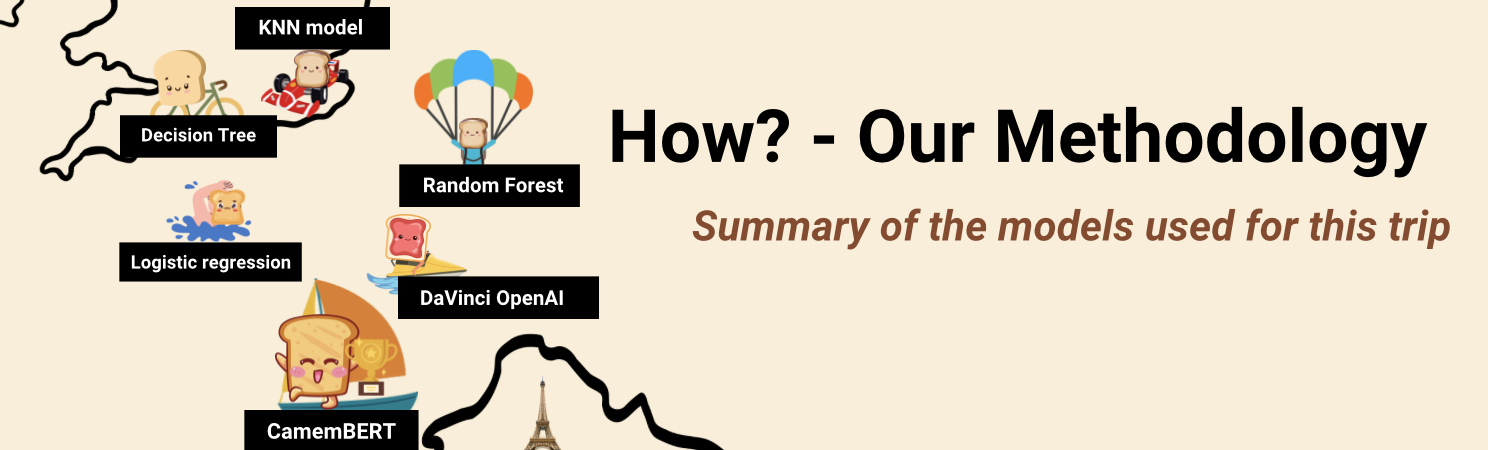 KNN model
Decision Tree
Random Forest
Logistic regression
DaVinci OpenAI
CamemBERT
How? - Our Methodology
Summary of the models used for this trip